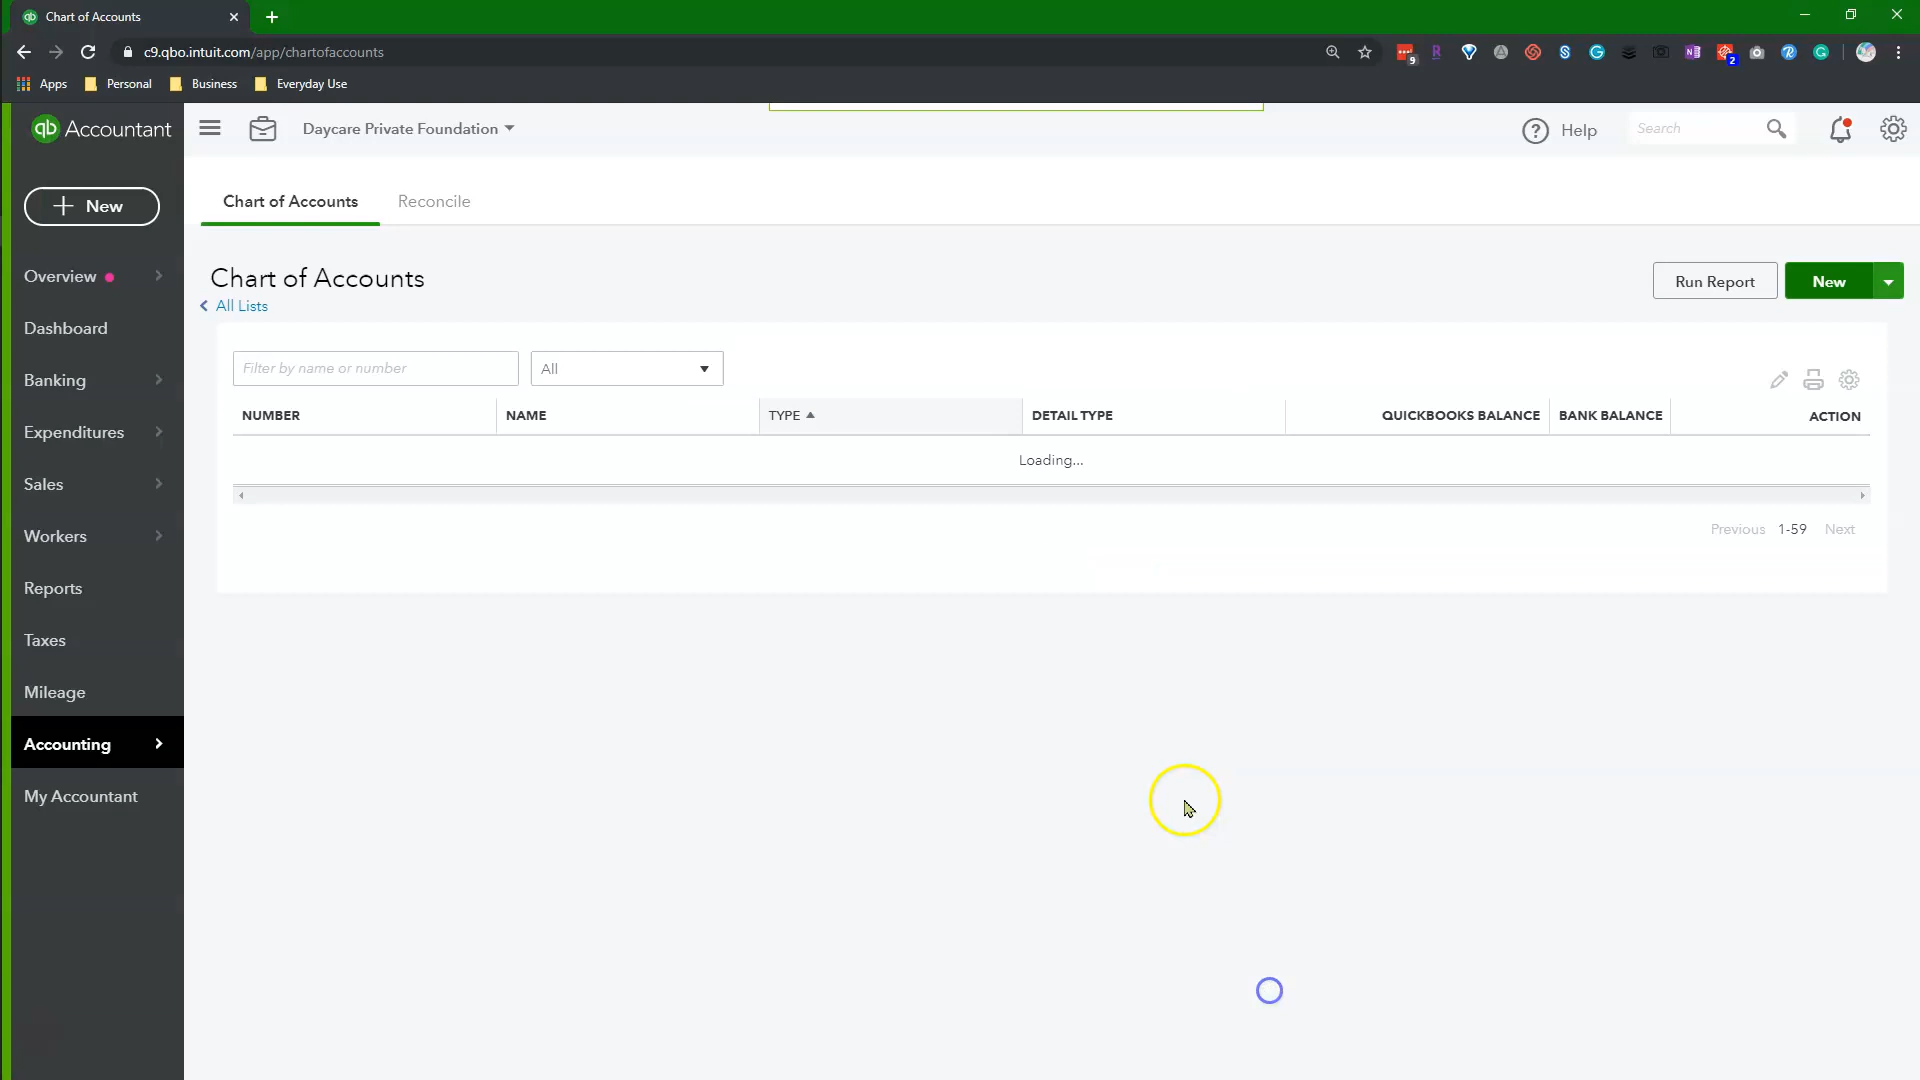 Chart of Accounts
c9.qbo.intuit.com/app/chartofaccounts
9
2
Apps
Personal
Business
Everyday Use
qb Accountant
Daycare Private Foundation
Help
Search
New
Chart of Accounts
Reconcile
Overview
Dashboard
Banking
Expenditures
Sales
Workers
Reports
Taxes
Mileage
Accounting
My Accountant
Chart of Accounts
All Lists
Run Report
New
Filter by name or number
All
NUMBER
NAME
TYPE
DETAIL TYPE
QUICKBOOKS BALANCE
BANK BALANCE
ACTION
Loading...
Previous 1-59 Next